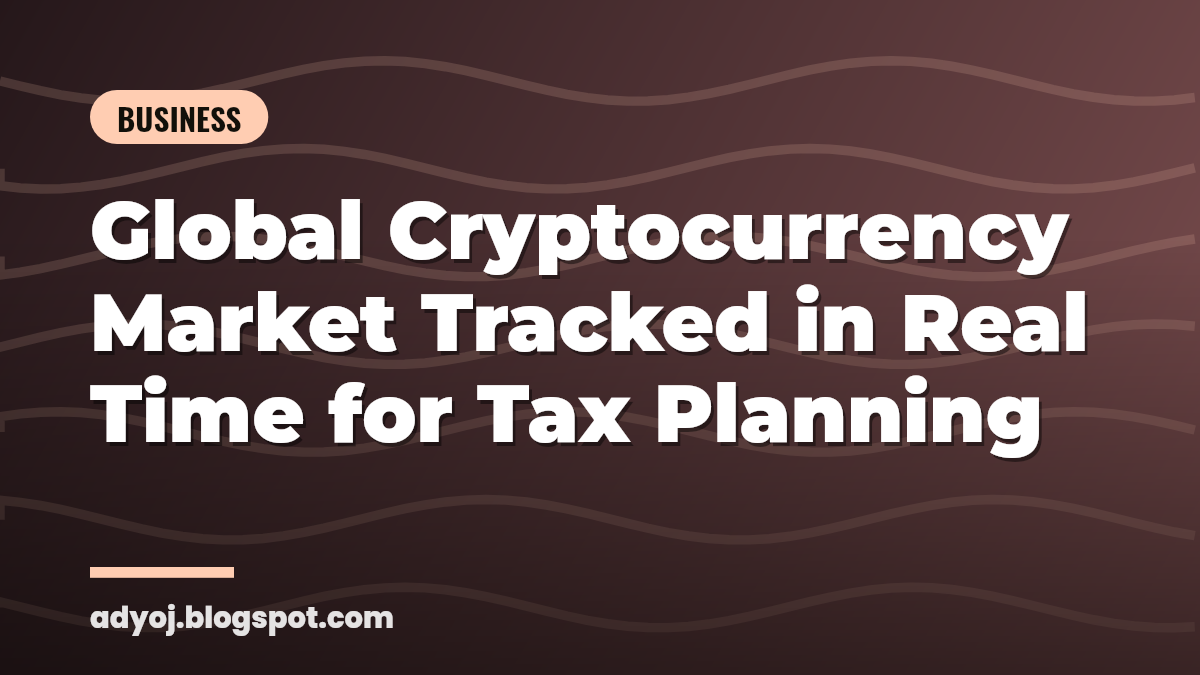 BUSINESS
Global Cryptocurrency
Market Tracked in Real
Time for Tax Planning
adyoj.blogspot.com